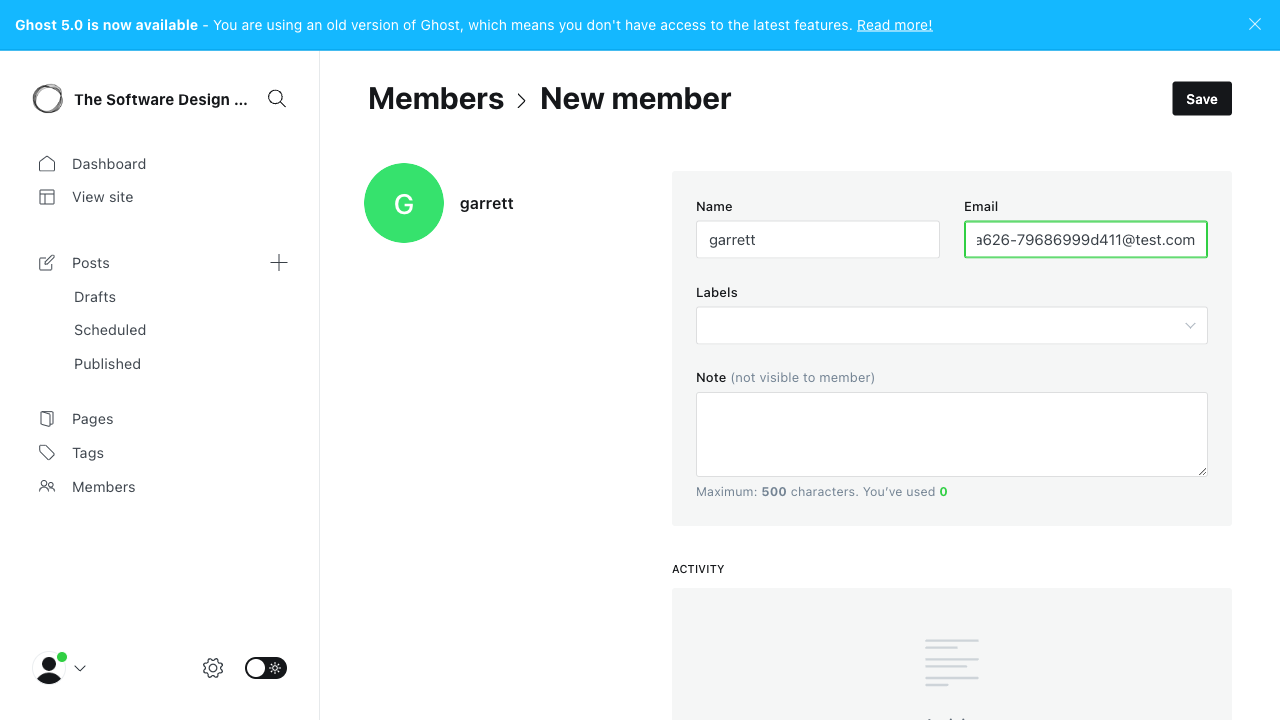 Ghost 5.0 is now available - You are using an old version of Ghost, which means you don't have access to the latest features. Read more!
The Software Design ...
Dashboard
View site
Posts
Drafts
Scheduled
Published
Pages
Tags
Members
Members > New member
Save
G
garrett
Name
garrett
Email
a626-79686999d411@test.com
Labels
Note (not visible to member)
Maximum: 500 characters. You've used 0
ACTIVITY